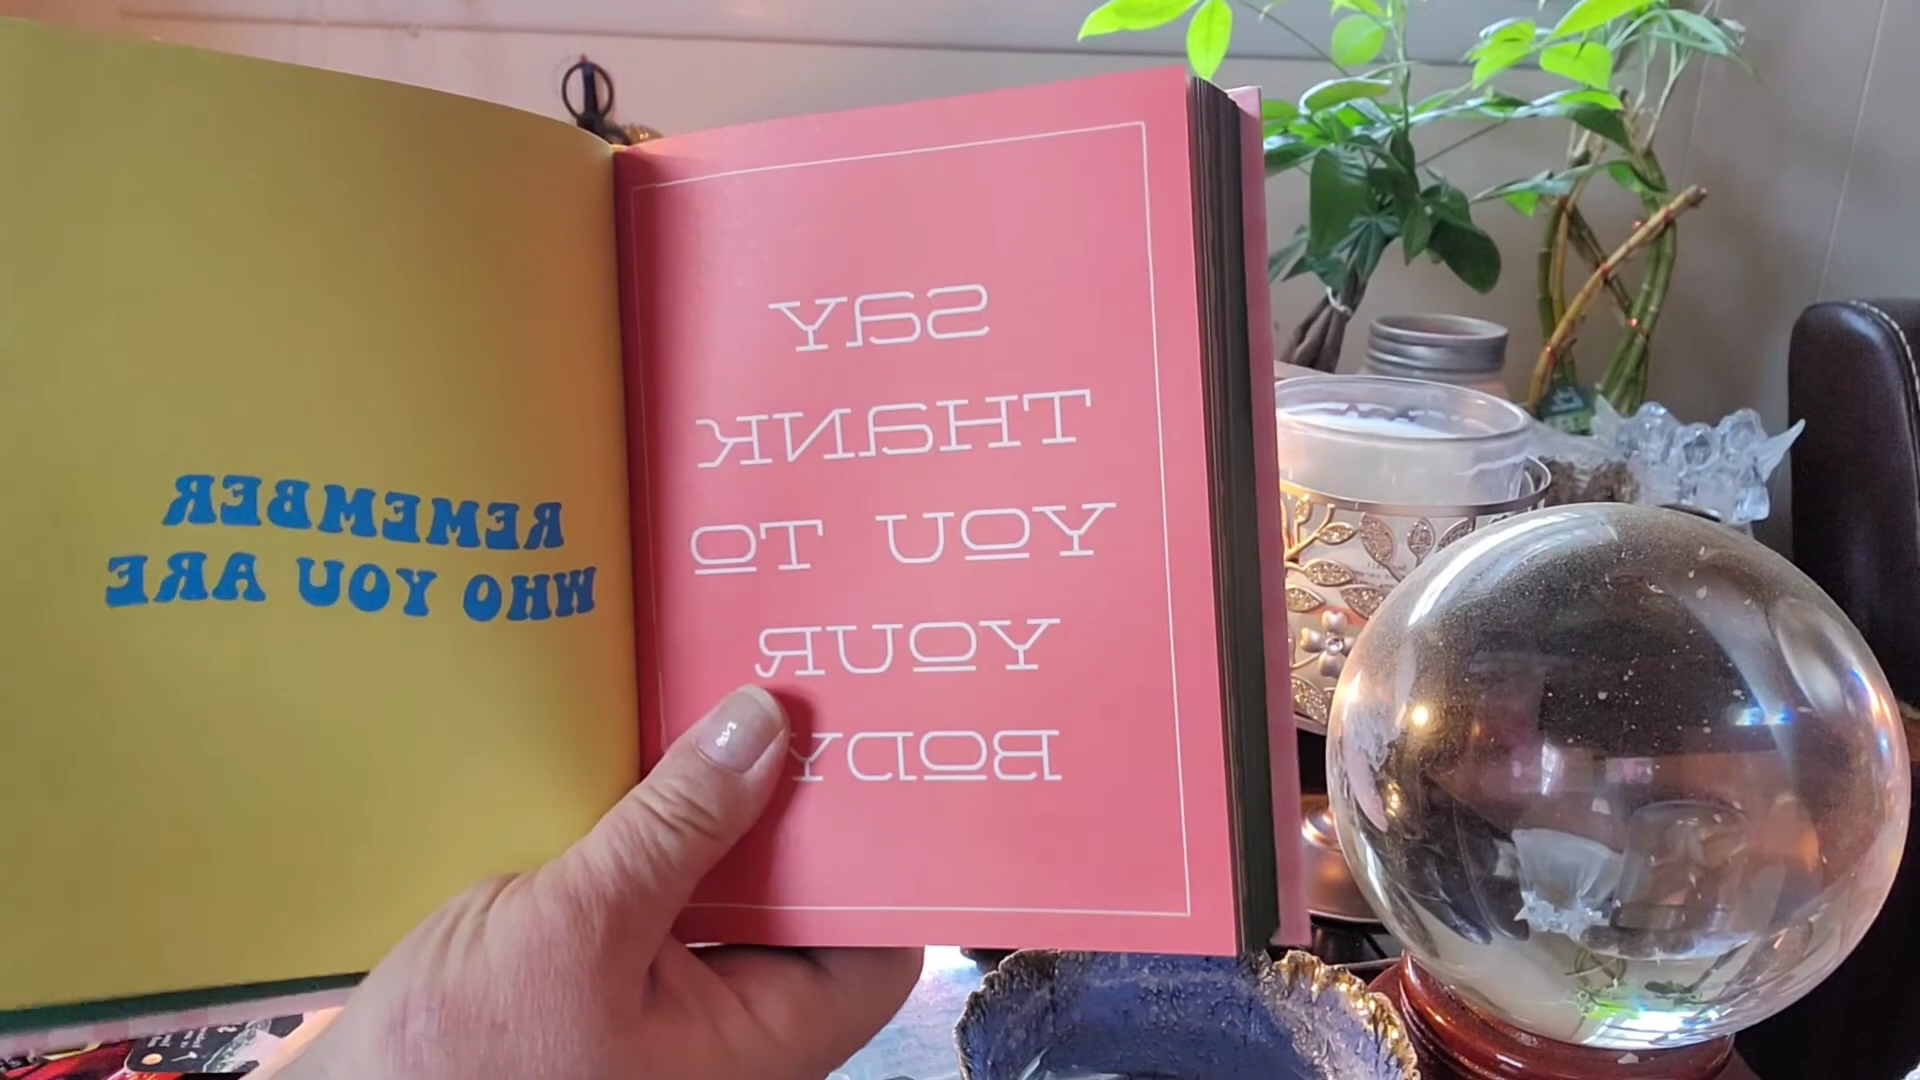 REMEMBER
WHO YOU ARE
SAY
THANK
YOU TO
YOUR
BODY